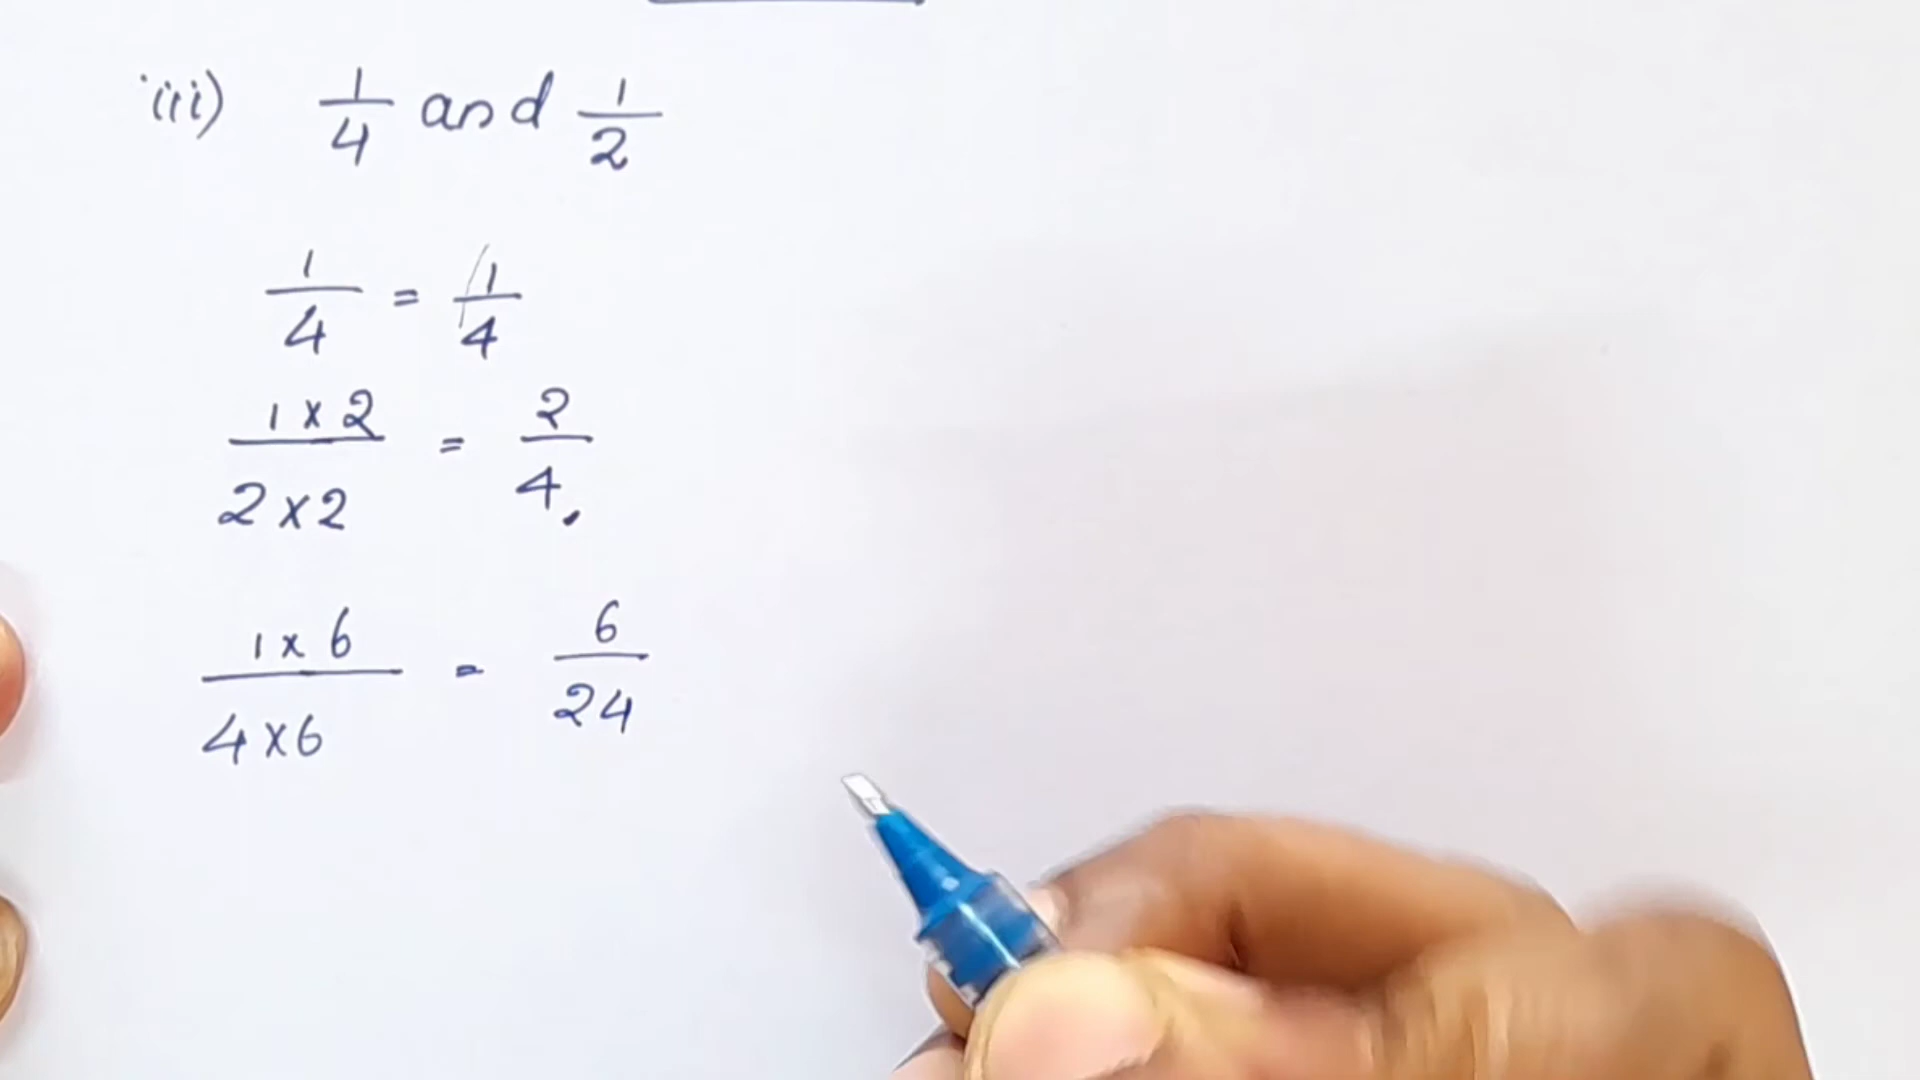 iii) 1/4 and 1/2
1/4 = 1/4
1 x 2 / 2 x 2 = 2/4.
1 x 6 / 4 x 6 = 6/24